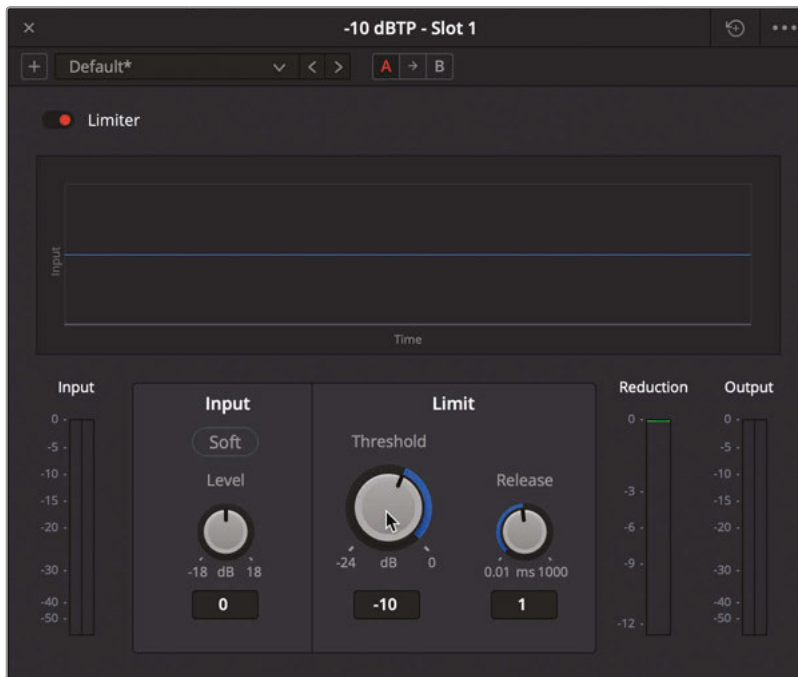 -10 dBTP - Slot 1
Default*
A
B
Limiter
Input
Time
Input
0
-5
-10
-15
-20
-30
-40
-50
Input
Soft
Level
-18 dB 18
0
Limit
Threshold
-24 dB 0
-10
Release
0.01 ms 1000
1
Reduction
0
-3
-6
-9
-12
Output
0
-5
-10
-15
-20
-30
-40
-50